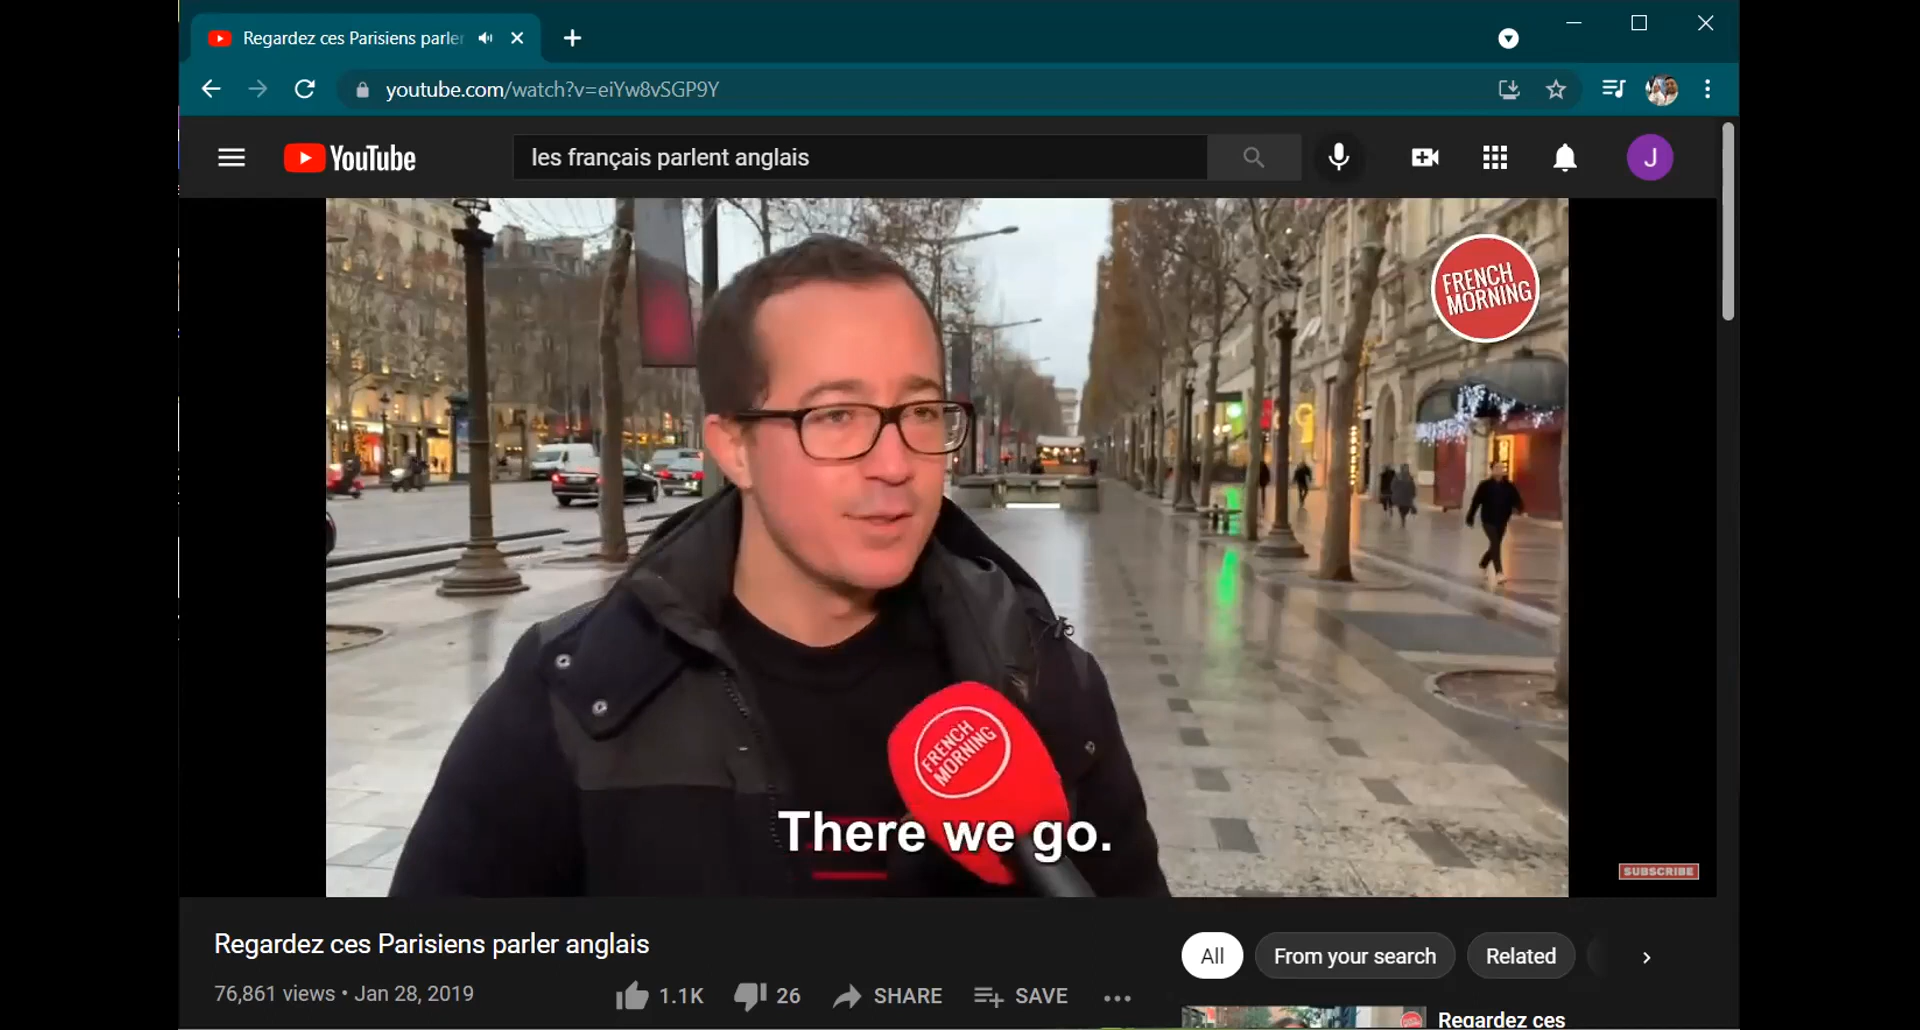 Regardez ces Parisiens parler
youtube.com/watch?v=eiYw8vSGP9Y
YouTube
les français parlent anglais
J
FRENCH
MORNING
FRENCH
MORNING
There we go.
SUBSCRIBE
Regardez ces Parisiens parler anglais
76,861 views • Jan 28, 2019
1.1K
26
SHARE
SAVE
All
From your search
Related
Regardez ces